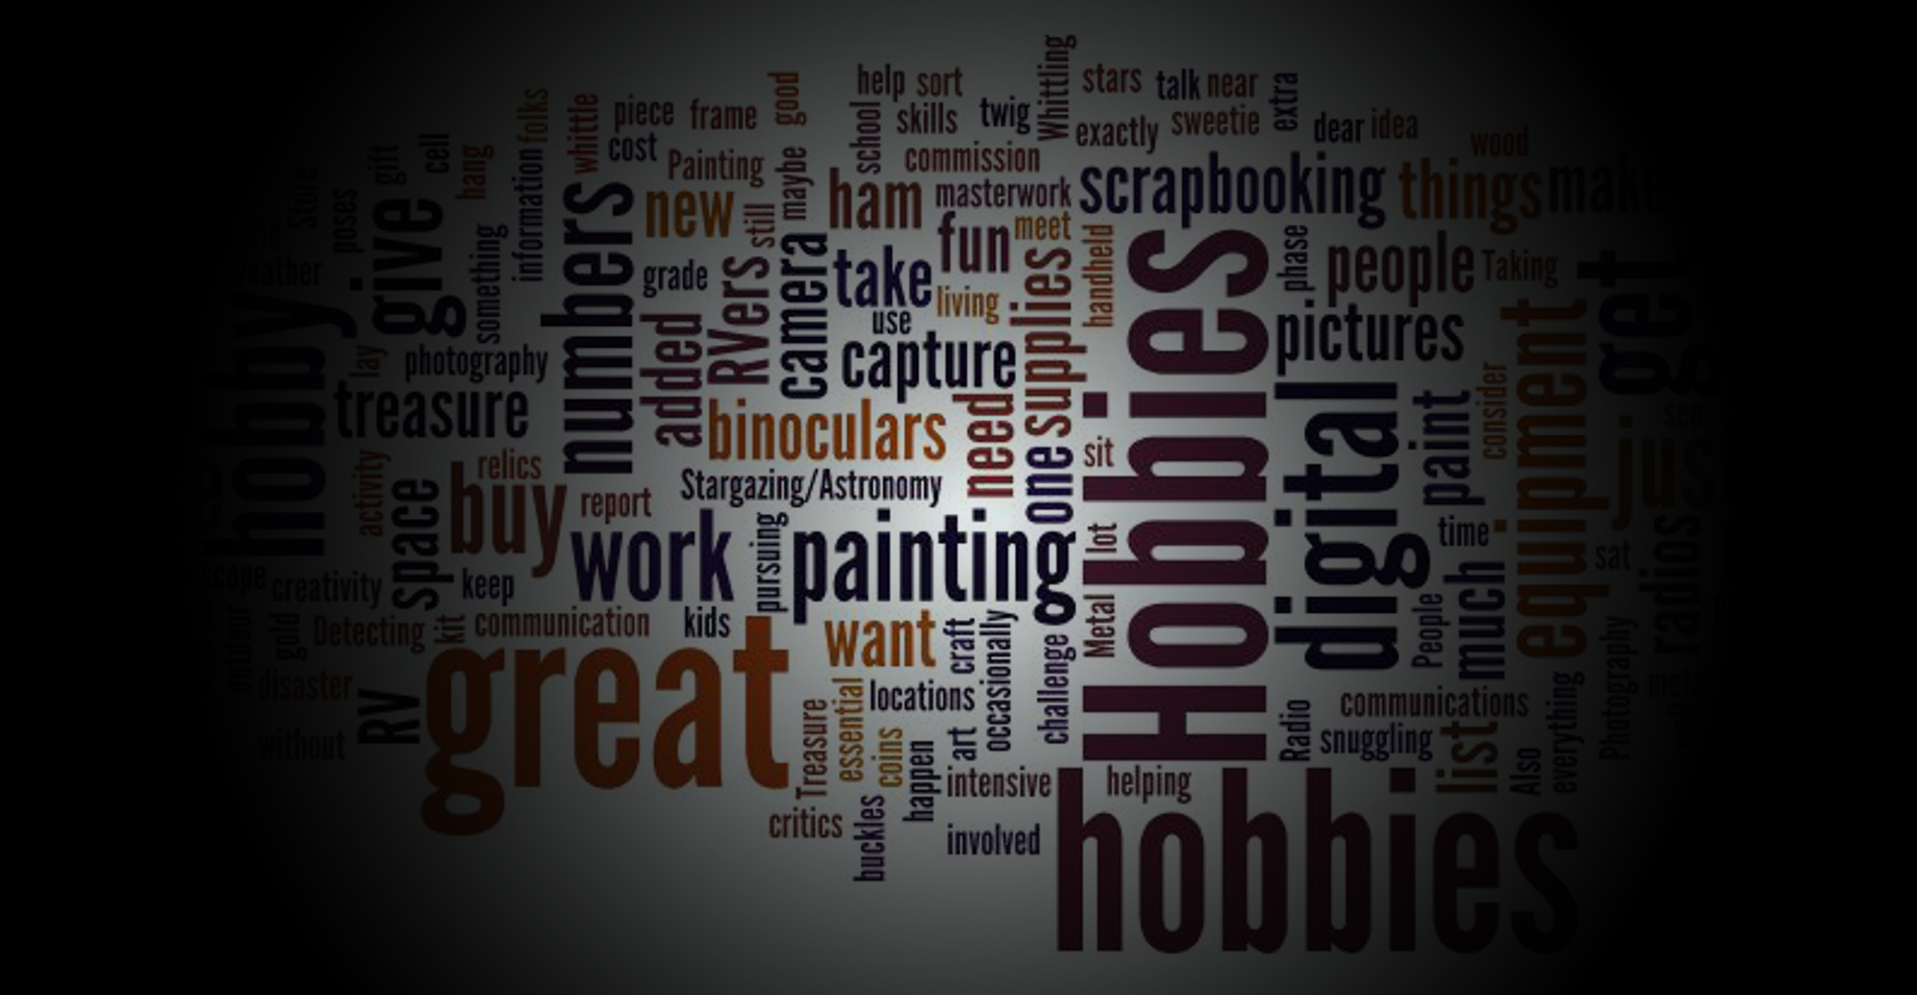 Whittling
help sort
stars
talk near
extra
good
folks
whittle
piece
frame
school
skills
twig
exactly
sweetie
dear
idea
cost
wood
gift
cell
hang
information
Painting
maybe
commission
Store
poses
give
numbers
new
still
ham
masterwork
scrapbooking
things
make
something
fun
meet
handheld
phase
people
Taking
get
weather
grade
RVers
camera
take
living
supplies
Hobbies
hobby
use
pictures
equipment
lay
photography
added
capture
consider
treasure
binoculars
need
digital
paint
see
activity
relics
buy
report
Stargazing/Astronomy
one
sit
space
work
pursuing
painting
lot
time
sat
radios
creativity
keep
much
outdoor
gold
Detecting
kit
communication
kids
want
craft
occasionally
challenge
Metal
People
Photography
disaster
RV
great
essential
locations
Radio
communications
without
Treasure
coins
art
snuggling
list
Also
everything
happen
intensive
helping
critics
buckles
involved
hobbies